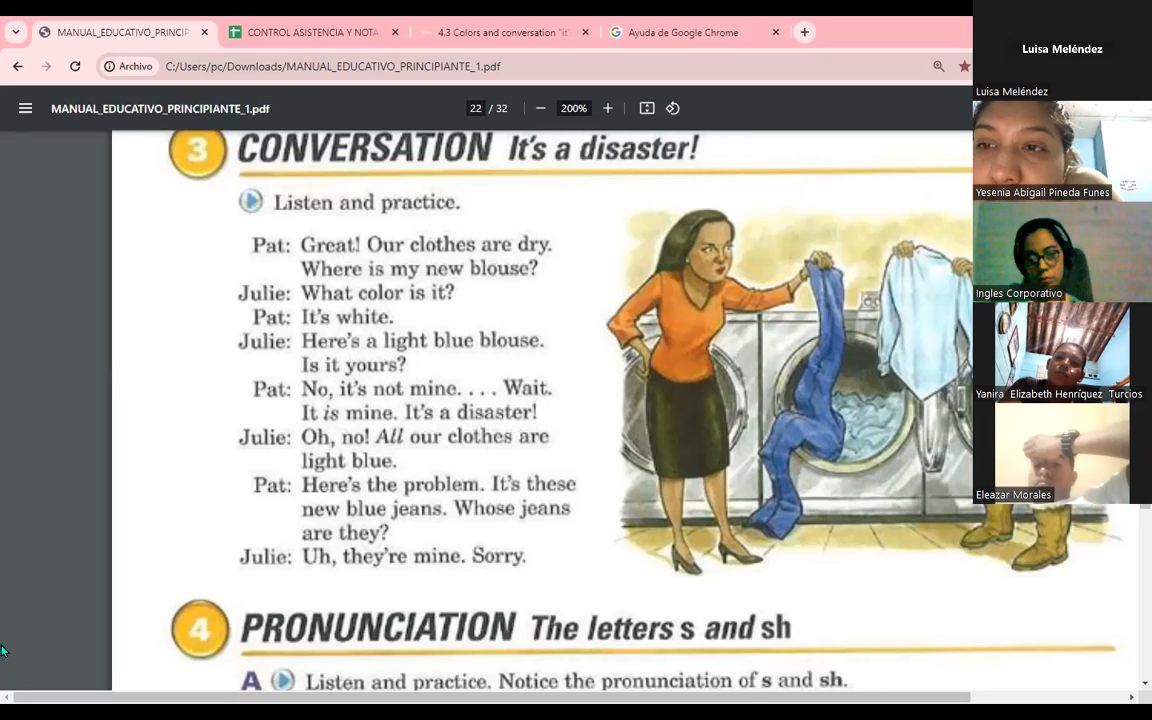 MANUAL_EDUCATIVO_PRINCIP
CONTROL ASISTENCIA Y NOTA
4.3 Colors and conversation "it'
Ayuda de Google Chrome
Archivo
C:/Users/pc/Downloads/MANUAL_EDUCATIVO_PRINCIPIANTE_1.pdf
MANUAL_EDUCATIVO_PRINCIPIANTE_1.pdf
22 / 32
200%
3 CONVERSATION It's a disaster!
Listen and practice.
Pat: Great! Our clothes are dry.
Where is my new blouse?
Julie: What color is it?
Pat: It's white.
Julie: Here's a light blue blouse.
Is it yours?
Pat: No, it's not mine. . . . Wait.
It is mine. It's a disaster!
Julie: Oh, no! All our clothes are
light blue.
Pat: Here's the problem. It's these
new blue jeans. Whose jeans
are they?
Julie: Uh, they're mine. Sorry.
4 PRONUNCIATION The letters s and sh
A Listen and practice. Notice the pronunciation of s and sh.
Luisa Meléndez
Luisa Meléndez
Yesenia Abigail Pineda Funes
Ingles Corporativo
Yanira Elizabeth Henríquez Turcios
Eleazar Morales